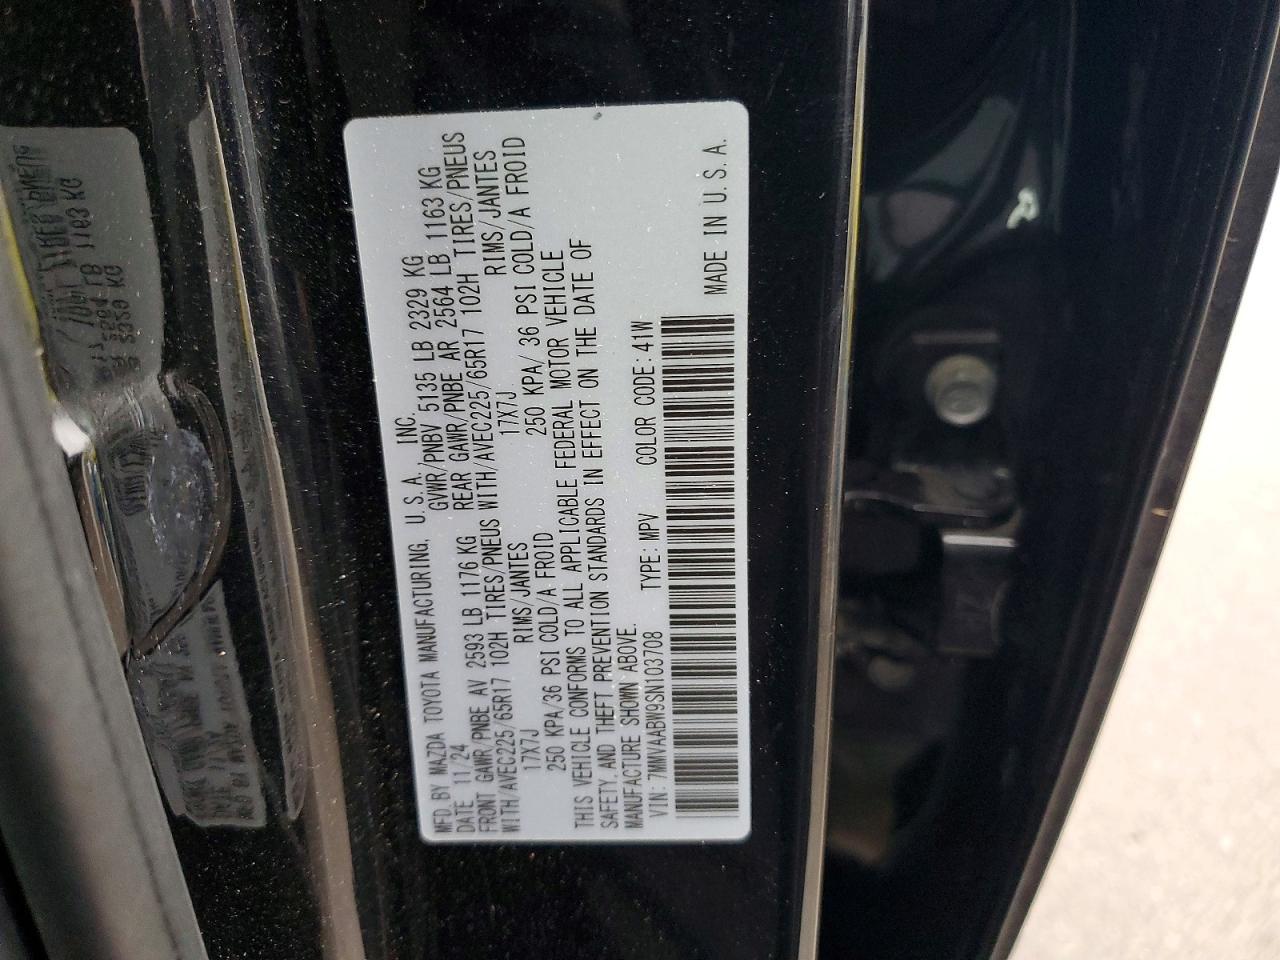 MFD. BY MAZDA TOYOTA MANUFACTURING, U. S. A. INC.
DATE 11/24 GVWR/PNBV 5135 LB 2329 KG
FRONT GAWR/PNBE AV 2593 LB 1176 KG REAR GAWR/PNBE AR 2564 LB 1163 KG
WITH/AVEC225/65R17 102H TIRES/PNEUS WITH/AVEC225/65R17 102H TIRES/PNEUS
17X7J RIMS/JANTES 17X7J RIMS/JANTES
250 KPA/36 PSI COLD/A FROID 250 KPA/ 36 PSI COLD/A FROID
THIS VEHICLE CONFORMS TO ALL APPLICABLE FEDERAL MOTOR VEHICLE
SAFETY, AND THEFT PREVENTION STANDARDS IN EFFECT ON THE DATE OF
MANUFACTURE SHOWN ABOVE.
VIN: 7MMVAABW9SN103708 TYPE: MPV COLOR CODE: 41W
MADE IN U. S. A.